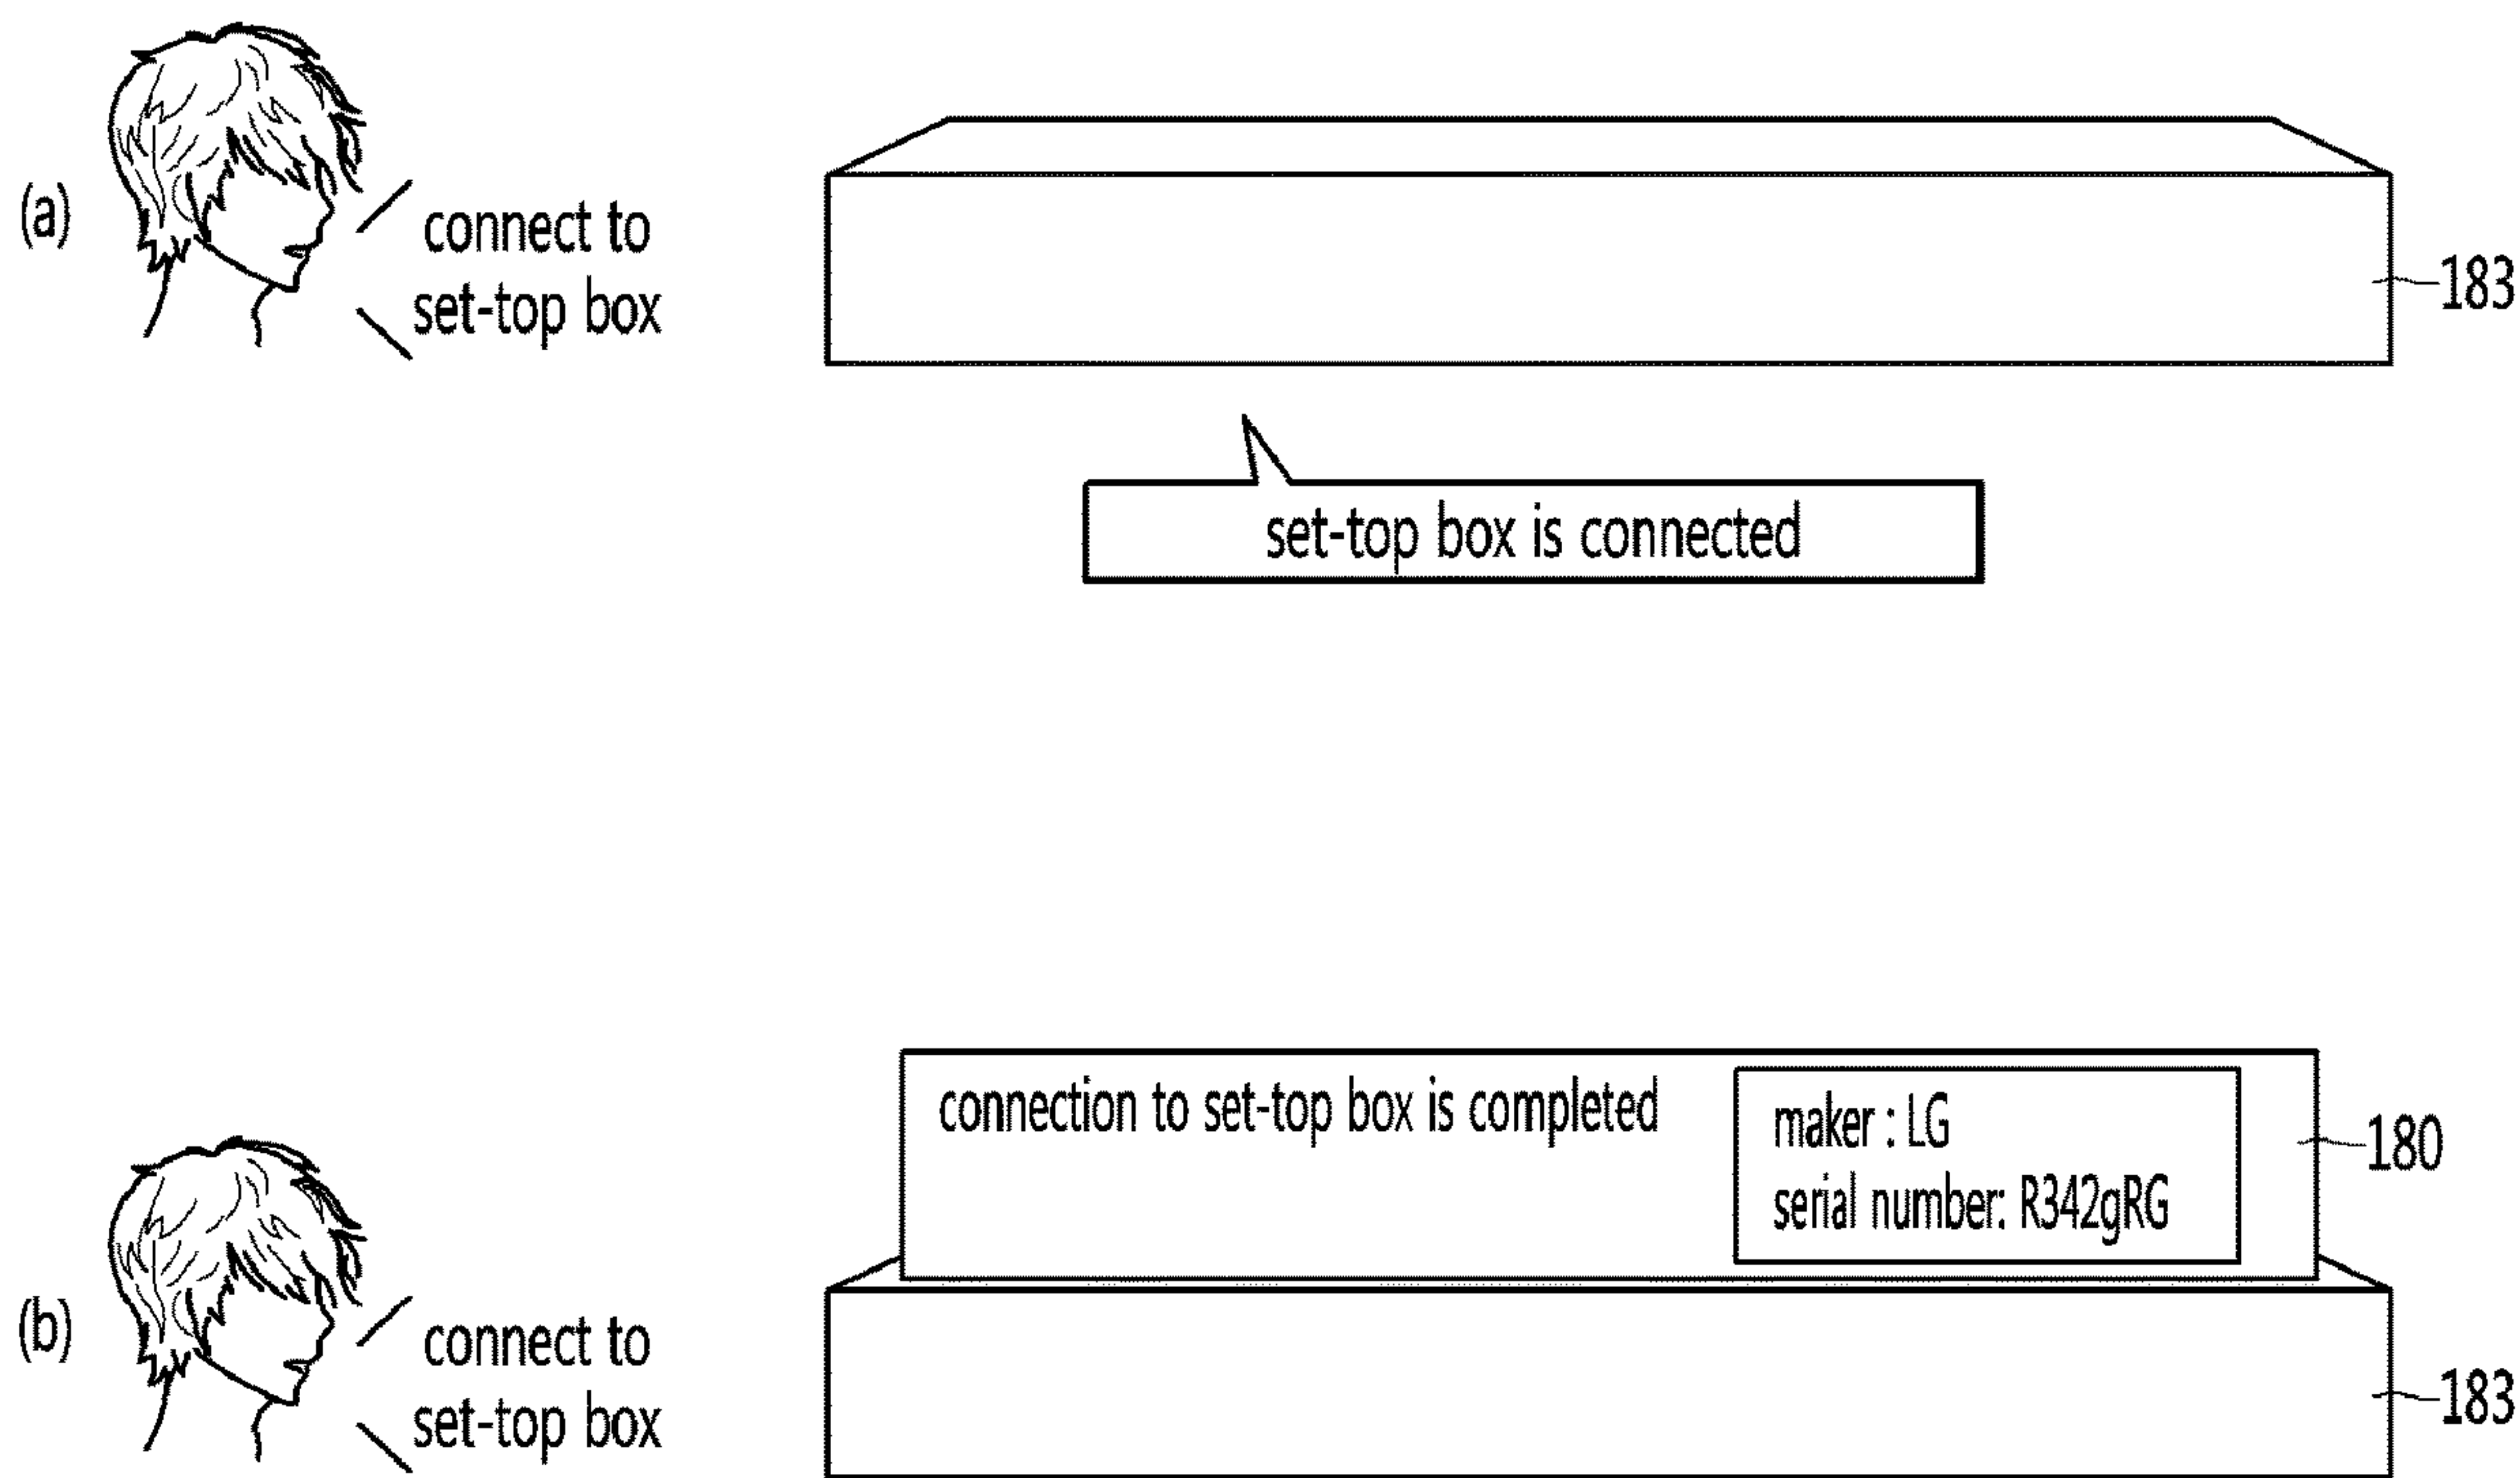 (a)
connect to
set-top box
183
set-top box is connected
connection to set-top box is completed
maker : LG
serial number: R342gRG
180
(b)
connect to
set-top box
183